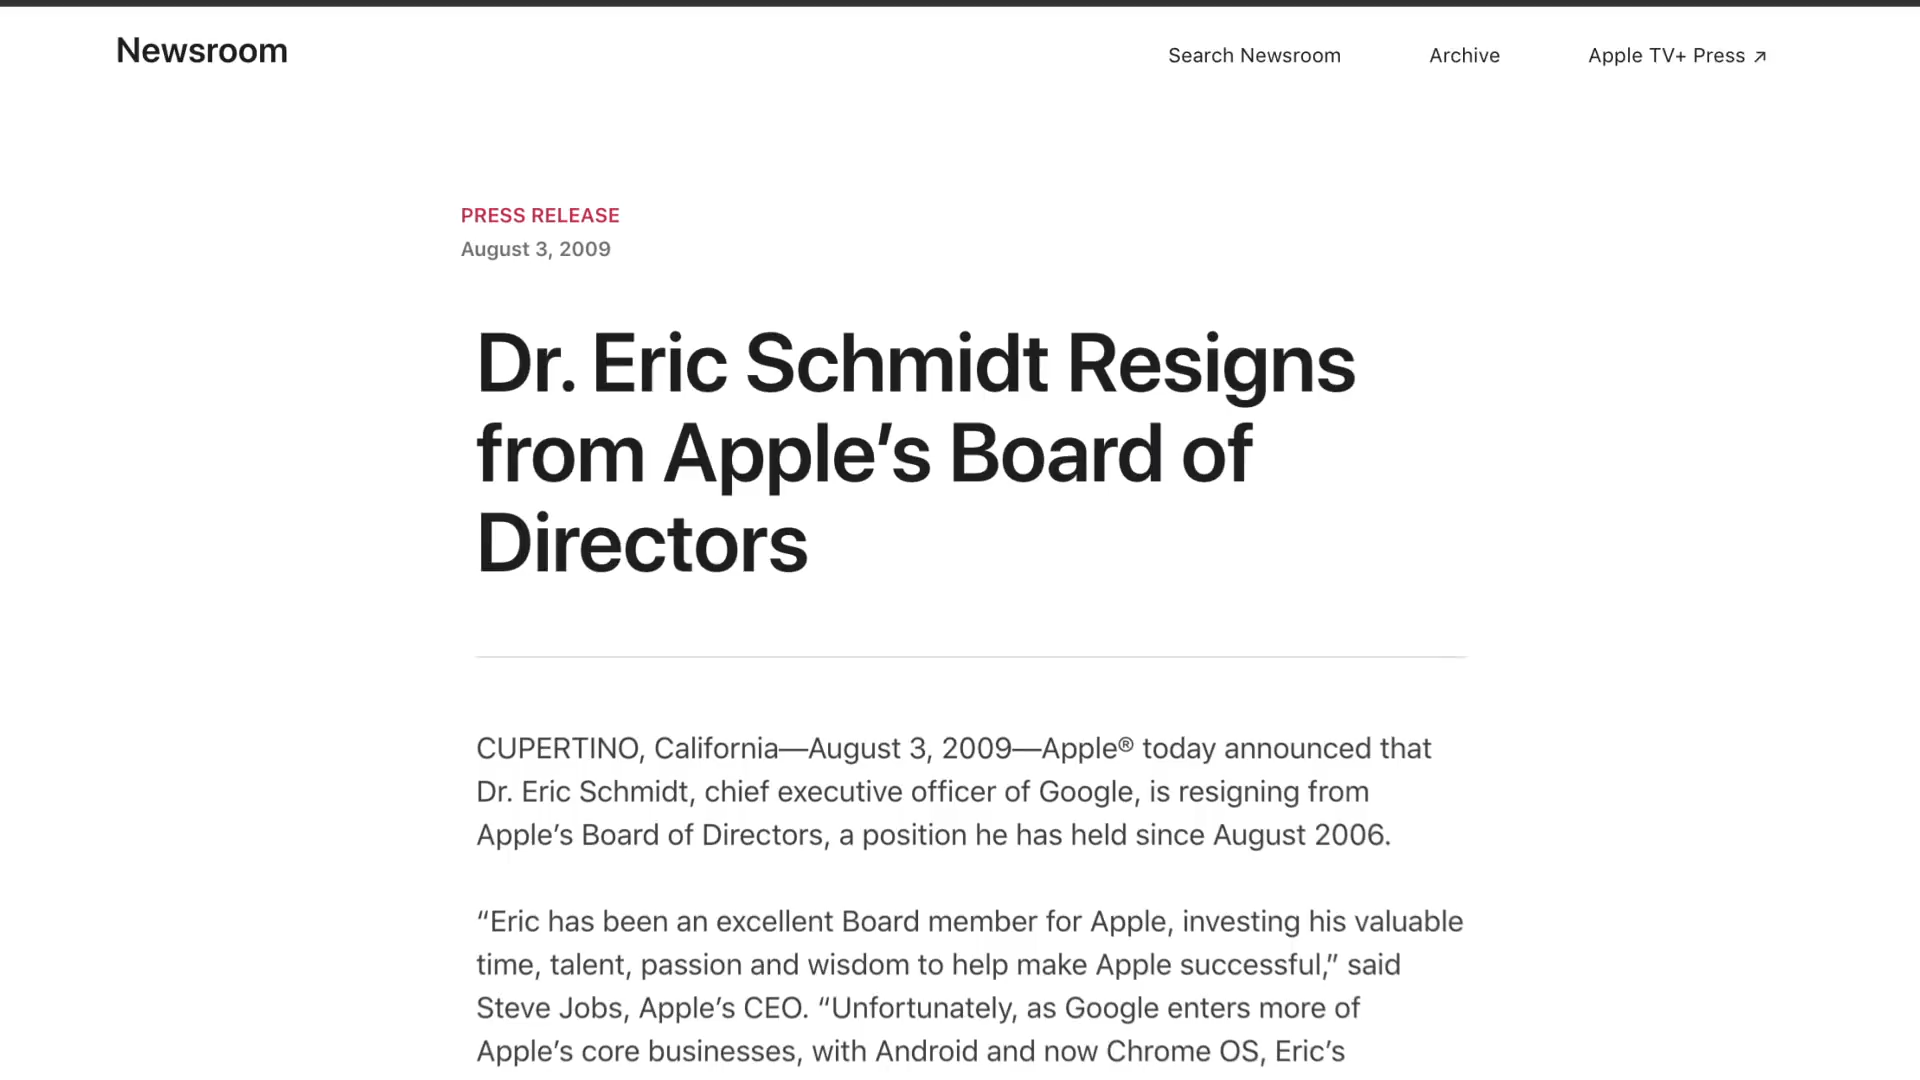 Newsroom
Search Newsroom
Archive
Apple TV+ Press ↗
PRESS RELEASE
August 3, 2009
Dr. Eric Schmidt Resigns
from Apple’s Board of
Directors
CUPERTINO, California—August 3, 2009—Apple® today announced that
Dr. Eric Schmidt, chief executive officer of Google, is resigning from
Apple’s Board of Directors, a position he has held since August 2006.
“Eric has been an excellent Board member for Apple, investing his valuable
time, talent, passion and wisdom to help make Apple successful,” said
Steve Jobs, Apple’s CEO. “Unfortunately, as Google enters more of
Apple’s core businesses, with Android and now Chrome OS, Eric’s